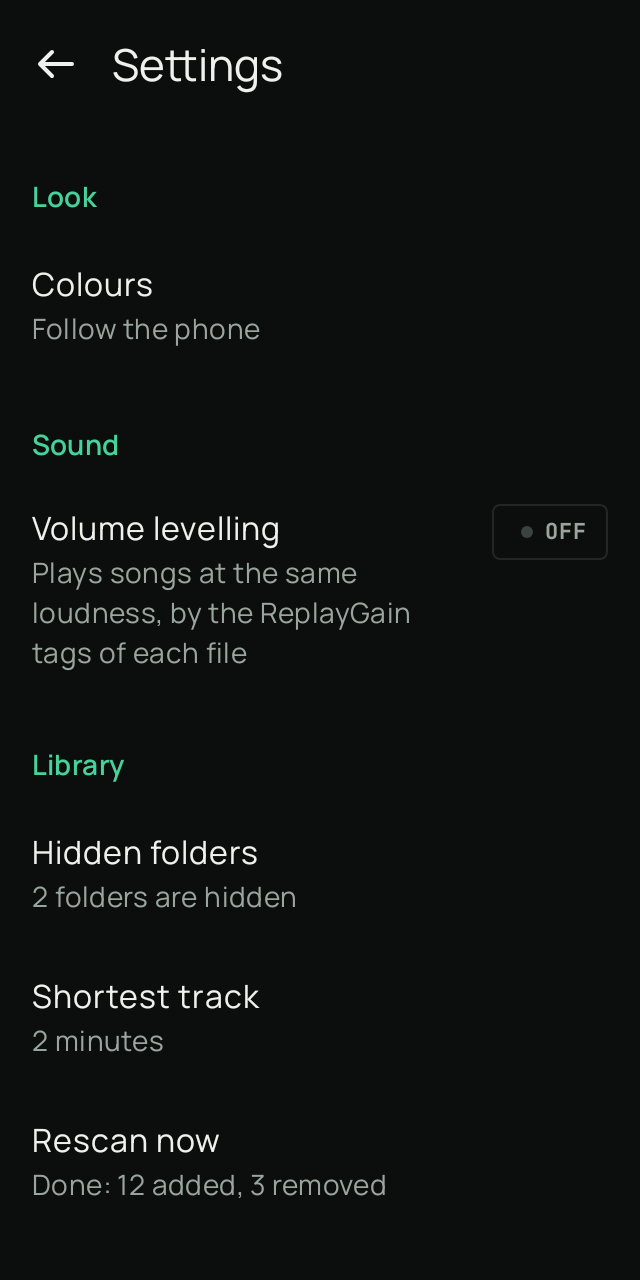 Settings
Look
Colours
Follow the phone
Sound
Volume levelling
OFF
Plays songs at the same
loudness, by the ReplayGain
tags of each file
Library
Hidden folders
2 folders are hidden
Shortest track
2 minutes
Rescan now
Done: 12 added, 3 removed